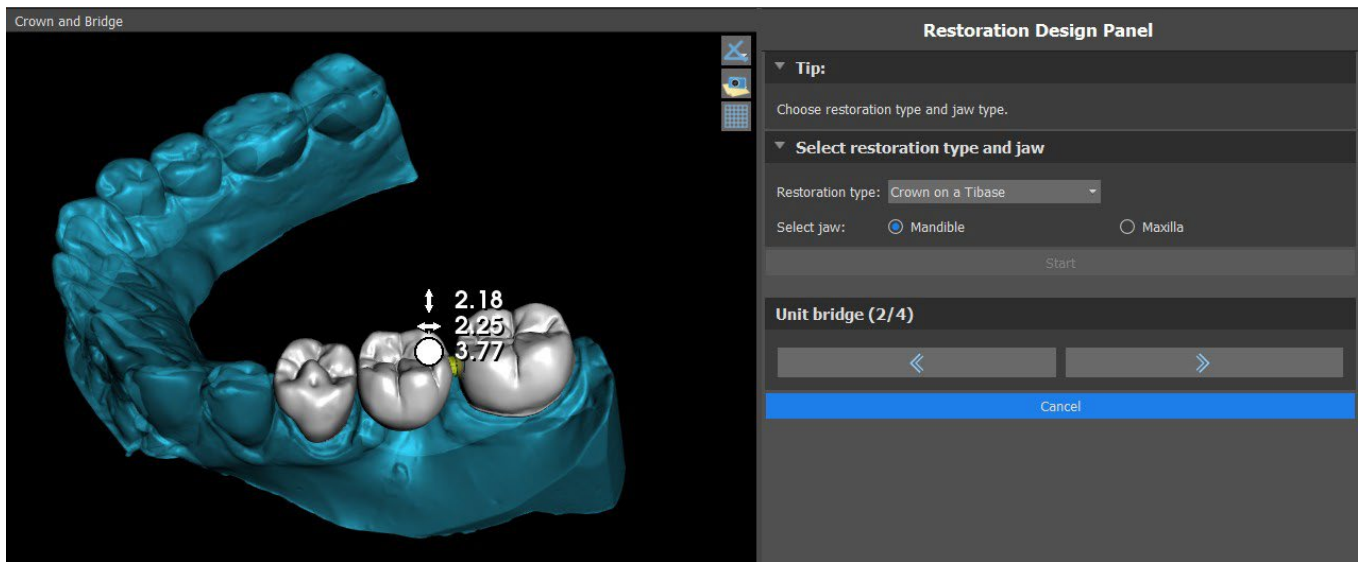 Crown and Bridge
2.18
2.25
3.77
Restoration Design Panel
Tip:
Choose restoration type and jaw type.
Select restoration type and jaw
Restoration type: Crown on a Tibase
Select jaw: Mandible Maxilla
Start
Unit bridge (2/4)
Cancel